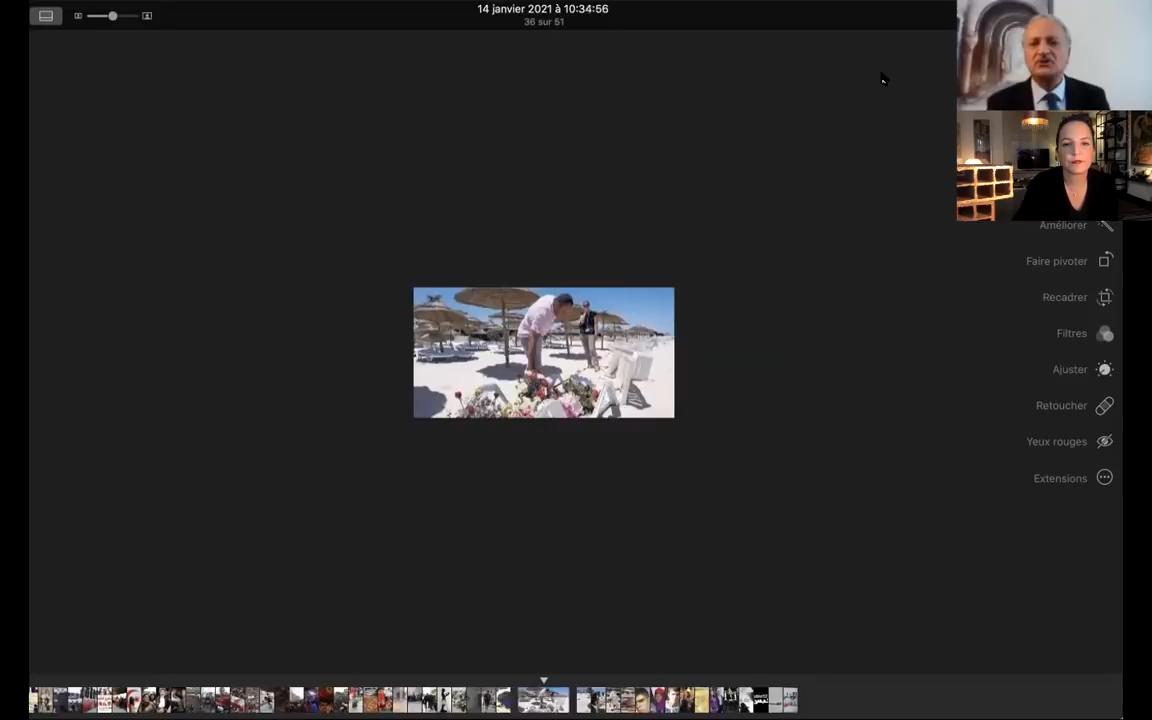 14 janvier 2021 à 10:34:56
36 sur 51
Améliorer
Faire pivoter
Recadrer
Filtres
Ajuster
Retoucher
Yeux rouges
Extensions